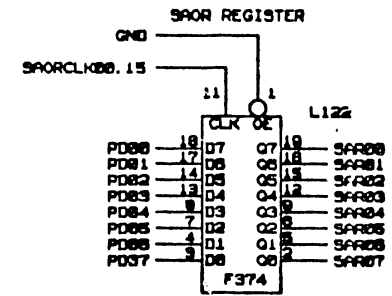 SAOR REGISTER
GND
SAORCLK00.15
11 1
CLK OE L122
PD00 18 D7 Q7 19 SAR00
PD01 17 D6 Q6 16 SAR01
PD02 14 D5 Q5 15 SAR02
PD03 13 D4 Q4 12 SAR03
PD04 8 D3 Q3 9 SAR04
PD05 7 D2 Q2 6 SAR05
PD06 4 D1 Q1 5 SAR06
PD37 3 D0 Q0 2 SAR07
F374